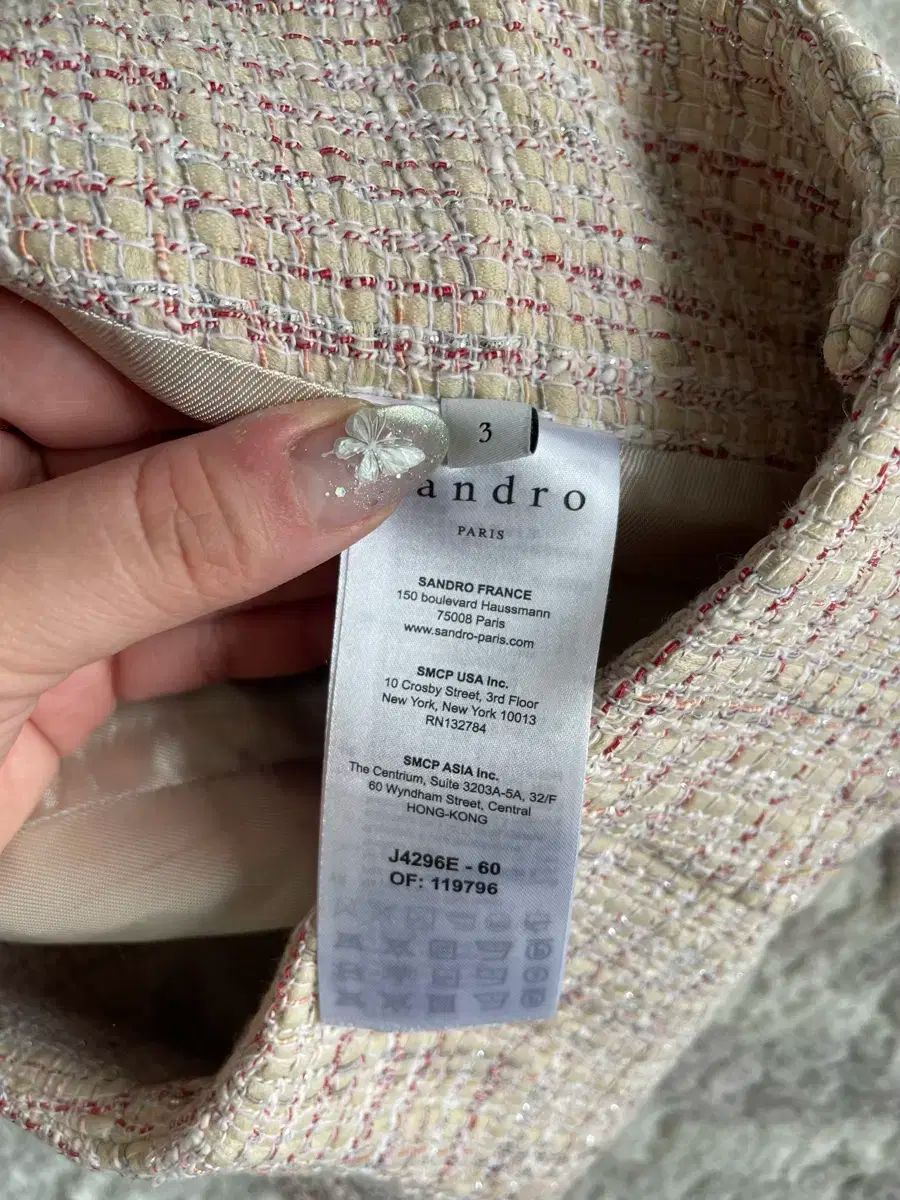 3
andro
PARIS
SANDRO FRANCE
150 boulevard Haussmann
75008 Paris
www.sandro-paris.com
SMCP USA Inc.
10 Crosby Street, 3rd Floor
New York, New York 10013
RN132784
SMCP ASIA Inc.
The Centrium, Suite 3203A-5A, 32/F
60 Wyndham Street, Central
HONG-KONG
J4296E - 60
OF: 119796